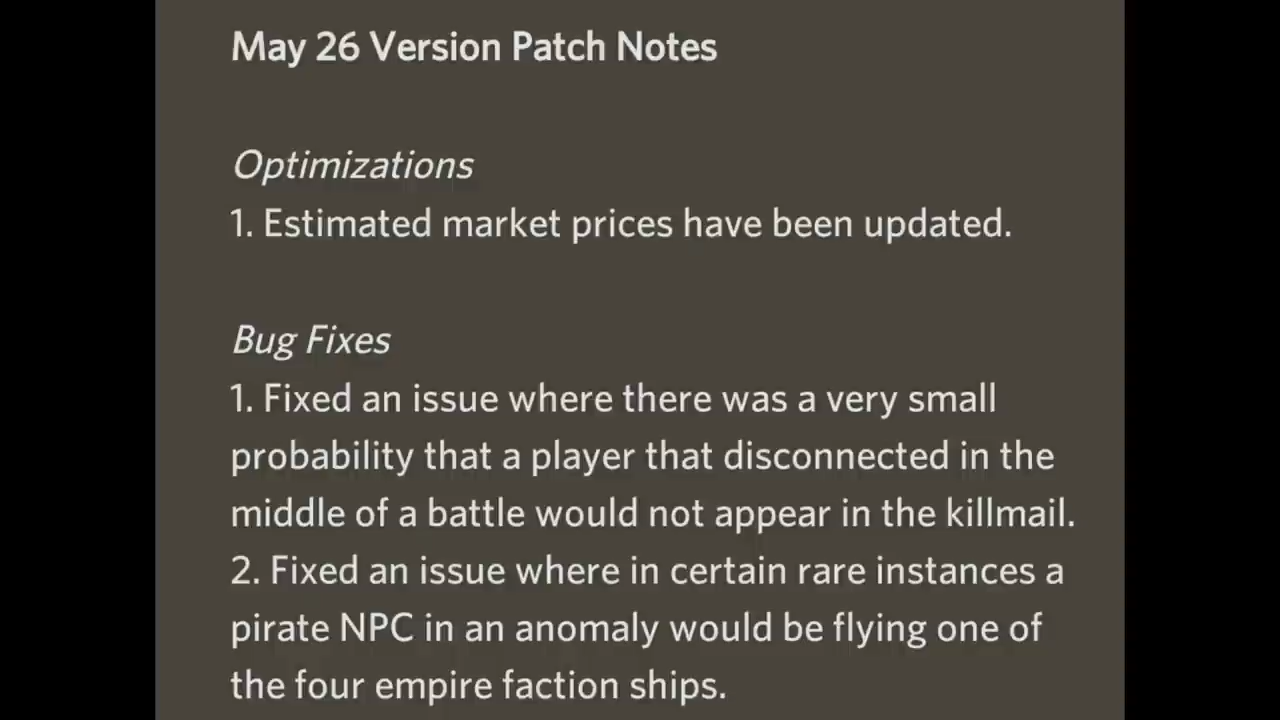 May 26 Version Patch Notes
Optimizations
1. Estimated market prices have been updated.
Bug Fixes
1. Fixed an issue where there was a very small
probability that a player that disconnected in the
middle of a battle would not appear in the killmail.
2. Fixed an issue where in certain rare instances a
pirate NPC in an anomaly would be flying one of
the four empire faction ships.